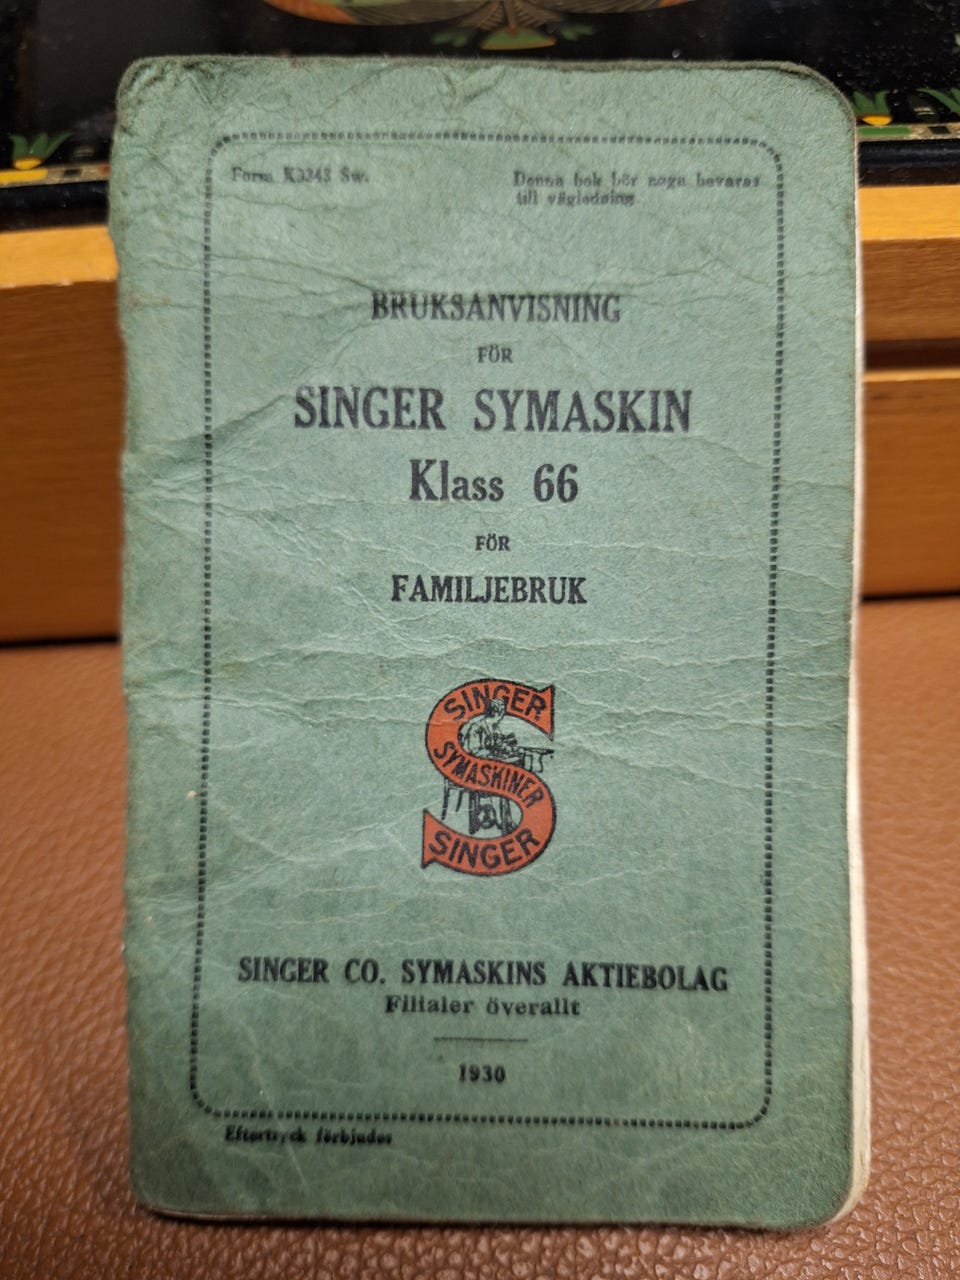 Form K3243 Sw.
Denna bok bör noga bevaras
till vägledning
BRUKSANVISNING
FÖR
SINGER SYMASKIN
Klass 66
FÖR
FAMILJEBRUK
SINGER
SYMASKINER
SINGER
SINGER CO. SYMASKINS AKTIEBOLAG
Filialer överallt
1930
Eftertryck förbjudes